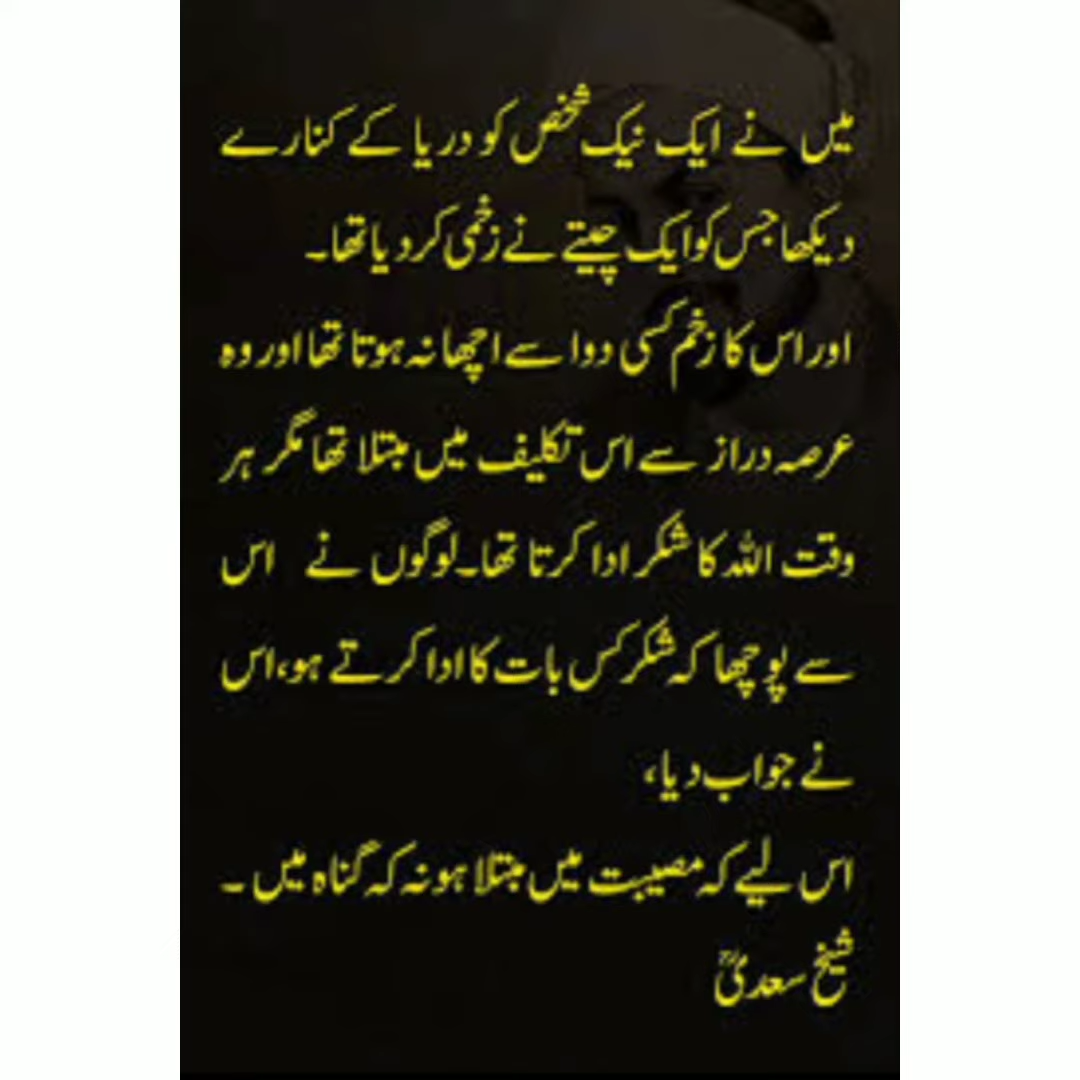 میں نے ایک نیک شخص کو دریا کے کنارے
دیکھا جس کو ایک چیتے نے زخمی کر دیا تھا۔
اور اس کا زخم کسی دوا سے اچھا نہ ہوتا تھا اور وہ
عرصہ دراز سے اس تکلیف میں مبتلا تھا مگر ہر
وقت اللہ کا شکر ادا کرتا تھا۔ لوگوں نے اس
سے پوچھا کہ شکر کس بات کا ادا کرتے ہو، اس
نے جواب دیا،
اس لیے کہ مصیبت میں مبتلا ہو نہ کہ گناہ میں ۔
شیخ سعدیؒ